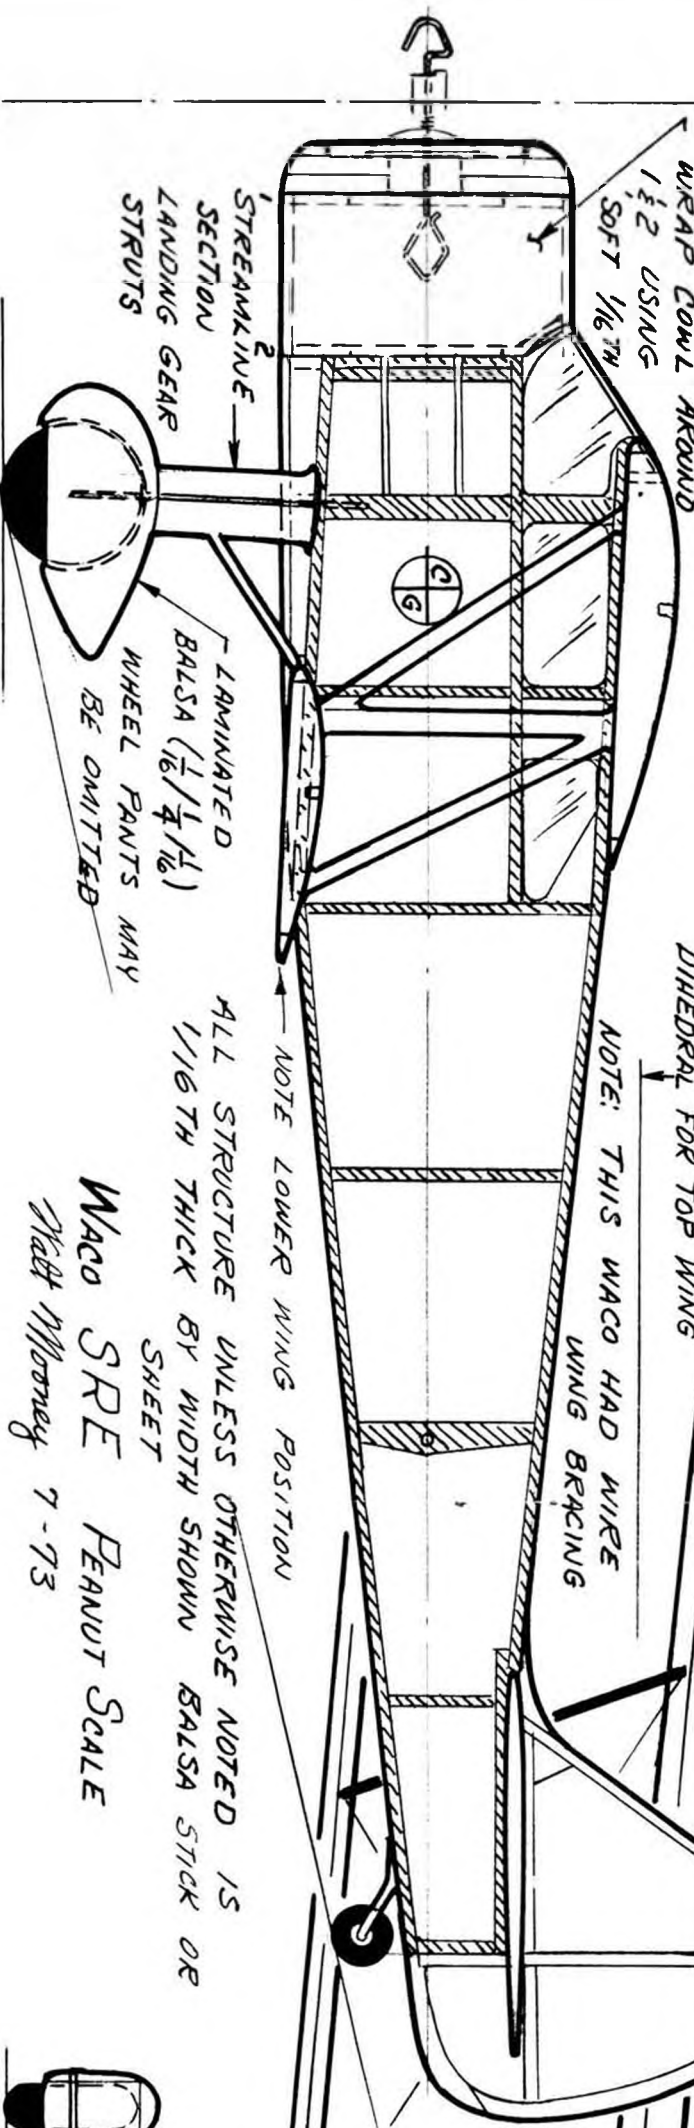 WRAP COWL AROUND
1 & 2 USING
SOFT 1/16 TH
DIHEDRAL FOR TOP WING
NOTE: THIS WACO HAD WIRE
WING BRACING
1
2
STREAMLINE
SECTION
LANDING GEAR
STRUTS
C G
LAMINATED
BALSA (1/16/1/4/1/16)
WHEEL PANTS MAY
BE OMITTED
NOTE LOWER WING POSITION
ALL STRUCTURE UNLESS OTHERWISE NOTED IS
1/16TH THICK BY WIDTH SHOWN BALSA STICK OR
SHEET
WACO SRE PEANUT SCALE
Walt Mooney 7-73